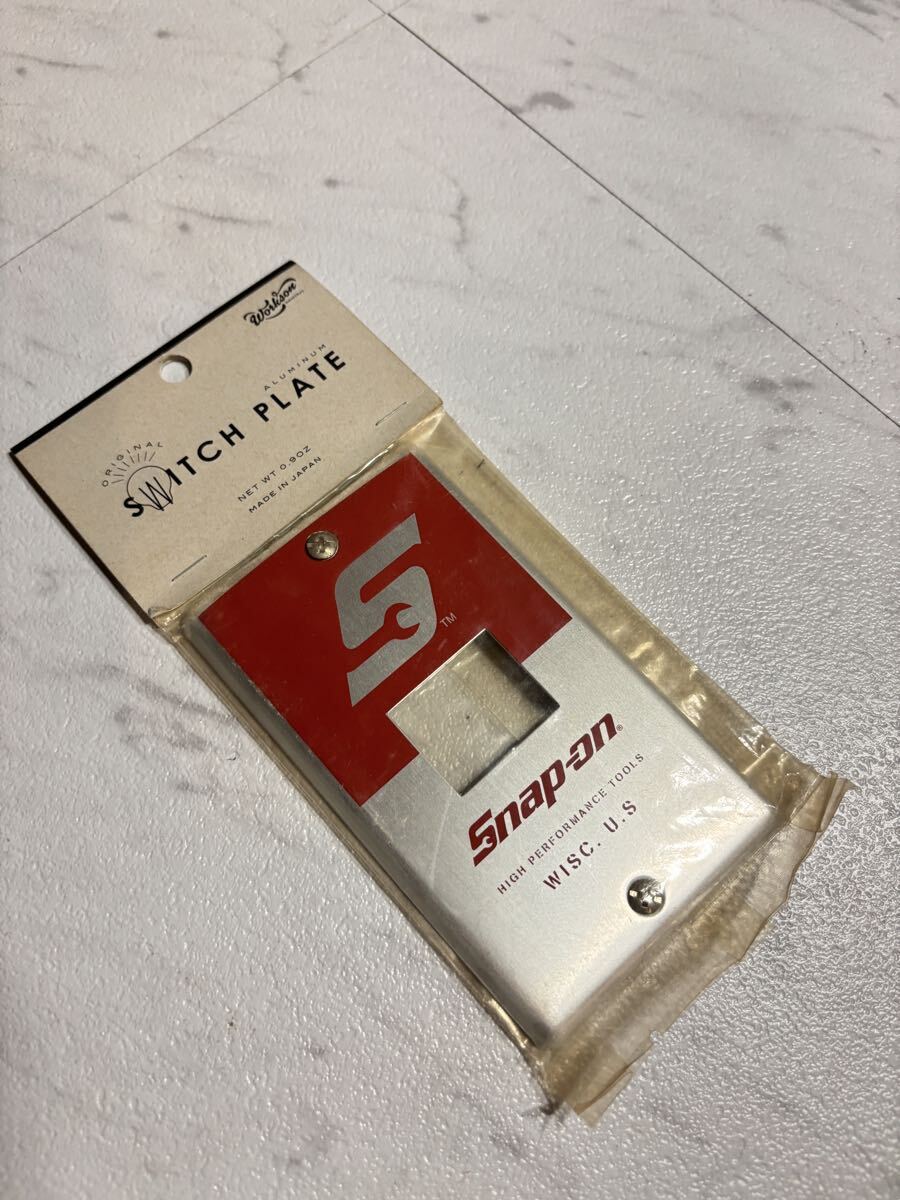 Workson
ALUMINUM
ORIGINAL
SWITCH PLATE
NET WT 0.9OZ
MADE IN JAPAN
S
TM
Snap-on®
HIGH PERFORMANCE TOOLS
WISC. U.S